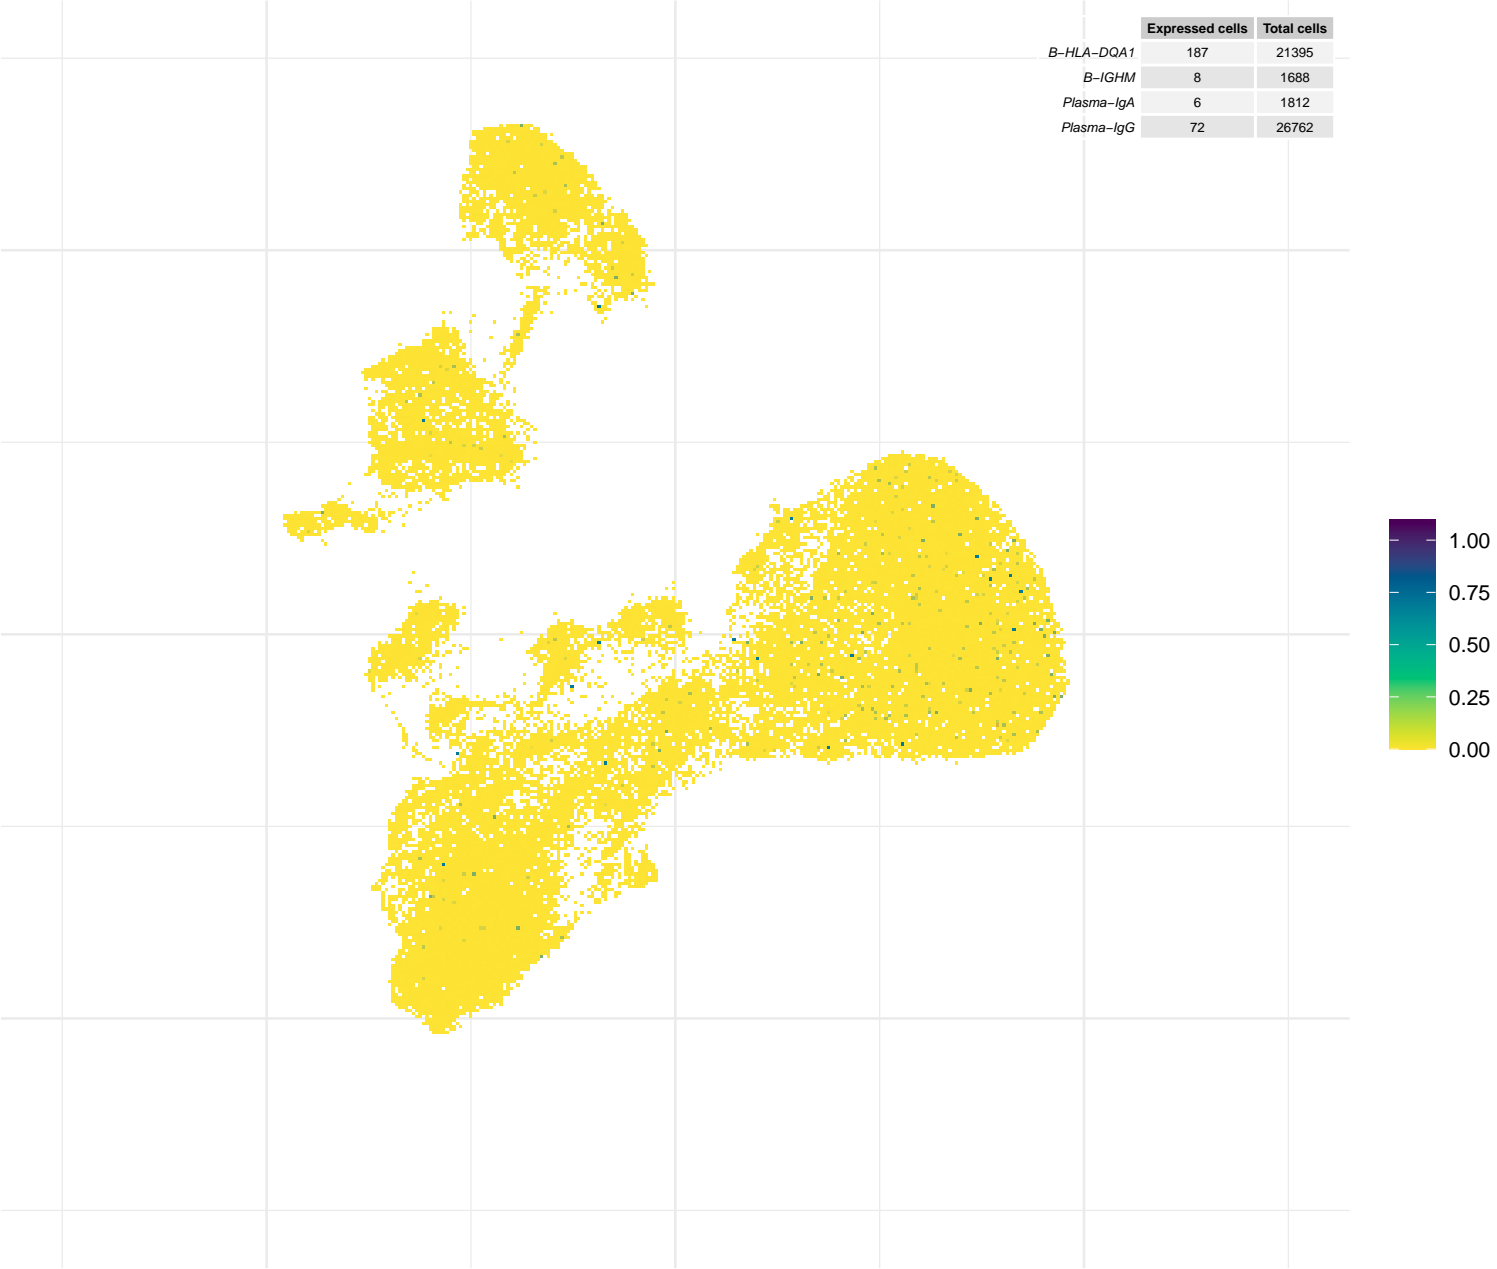 Expressed cells Total cells
B−HLA−DQA1 187 21395
B−IGHM 8 1688
Plasma−IgA 6 1812
Plasma−IgG 72 26762
1.00
0.75
0.50
0.25
0.00